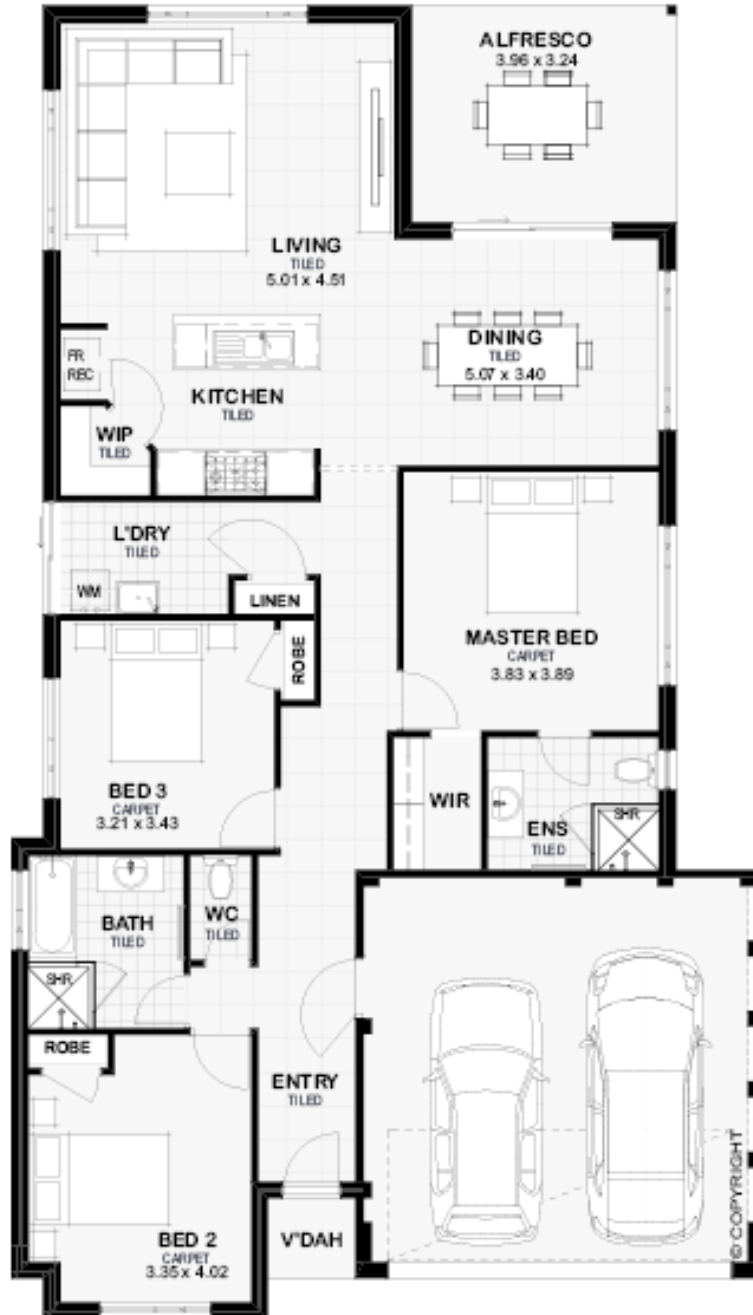 ALFRESCO
3.96 x 3.24
LIVING
TILED
5.01 x 4.51
DINING
TILED
5.07 x 3.40
FR
REC
KITCHEN
TILED
WIP
TILED
L'DRY
TILED
WM
LINEN
ROBE
MASTER BED
CARPET
3.83 x 3.89
BED 3
CARPET
3.21 x 3.43
WIR
ENS
TILED
SHR
BATH
TILED
WC
TILED
SHR
ROBE
ENTRY
TILED
BED 2
CARPET
3.35 x 4.02
V'DAH
© COPYRIGHT